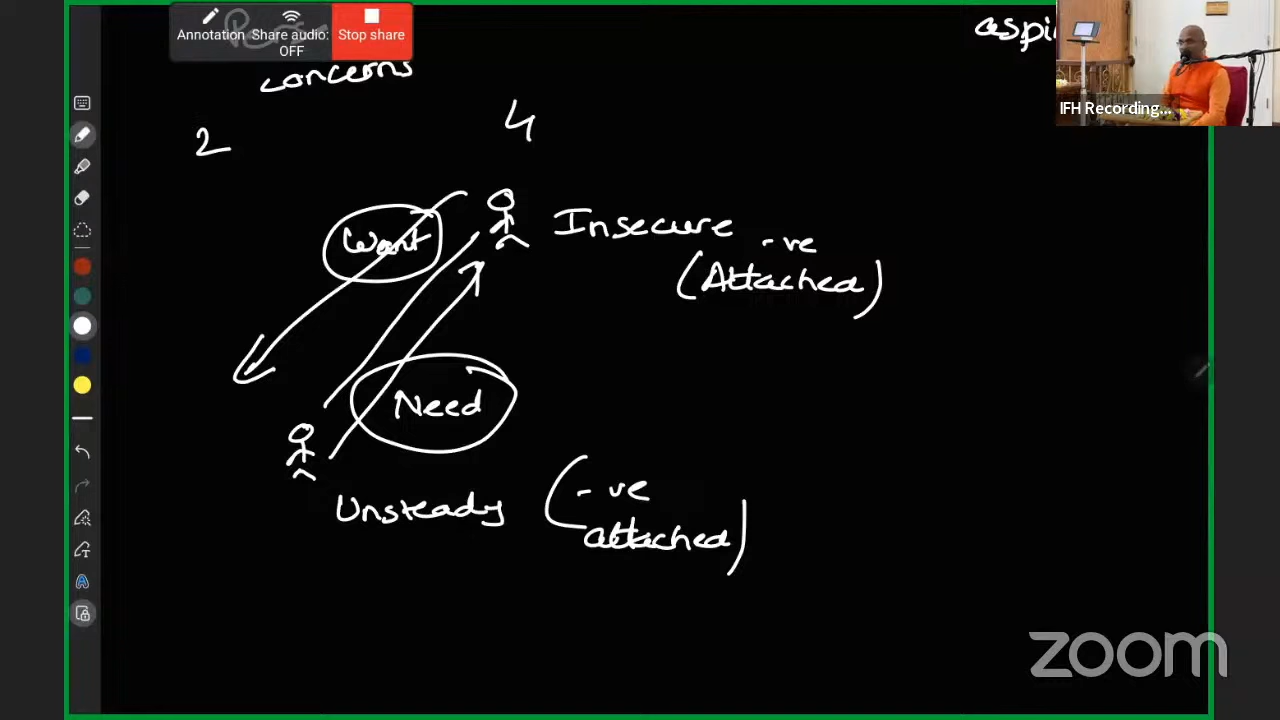 Annotation
Share audio:
OFF
Stop share
concerns
IFH Recording...
2
4
Want
Insecure
-ve
(Attached)
Need
Unsteady
(-ve
attached)
zoom